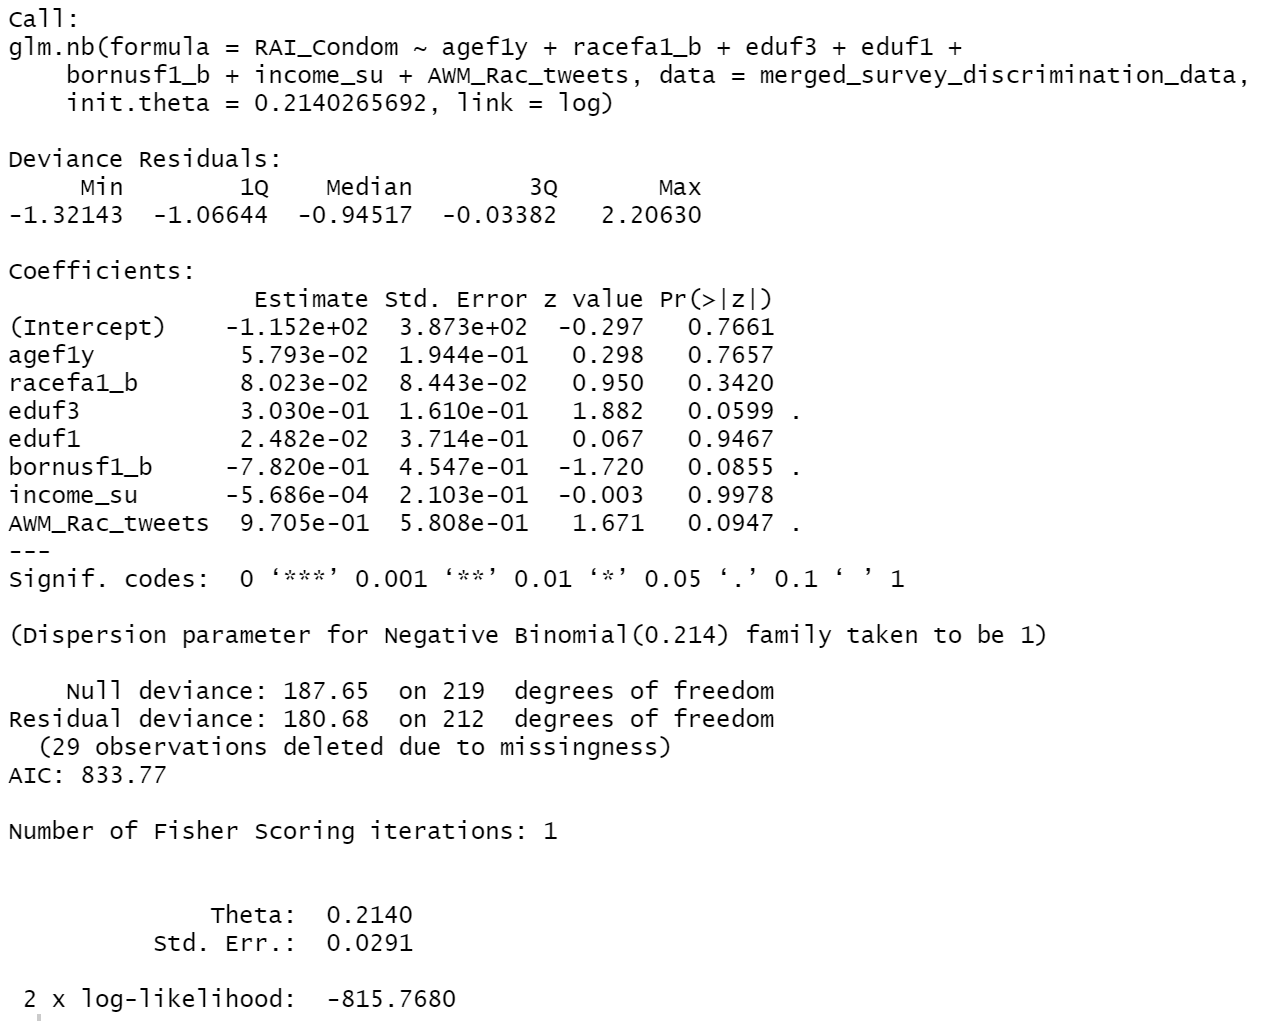 Call:
glm.nb(formula = RAI_Condom ~ agef1y + racefa1_b + eduf3 + eduf1 +
    bornusf1_b + income_su + AWM_Rac_tweets, data = merged_survey_discrimination_data,
    init.theta = 0.2140265692, link = log)

Deviance Residuals:
     Min        1Q    Median        3Q       Max
-1.32143  -1.06644  -0.94517  -0.03382   2.20630

Coefficients:
                 Estimate Std. Error z value Pr(>|z|)
(Intercept)    -1.152e+02  3.873e+02  -0.297   0.7661
agef1y          5.793e-02  1.944e-01   0.298   0.7657
racefa1_b       8.023e-02  8.443e-02   0.950   0.3420
eduf3           3.030e-01  1.610e-01   1.882   0.0599 .
eduf1           2.482e-02  3.714e-01   0.067   0.9467
bornusf1_b     -7.820e-01  4.547e-01  -1.720   0.0855 .
income_su      -5.686e-04  2.103e-01  -0.003   0.9978
AWM_Rac_tweets  9.705e-01  5.808e-01   1.671   0.0947 .
---
Signif. codes:  0 ‘***’ 0.001 ‘**’ 0.01 ‘*’ 0.05 ‘.’ 0.1 ‘ ’ 1

(Dispersion parameter for Negative Binomial(0.214) family taken to be 1)

    Null deviance: 187.65  on 219  degrees of freedom
Residual deviance: 180.68  on 212  degrees of freedom
  (29 observations deleted due to missingness)
AIC: 833.77

Number of Fisher Scoring iterations: 1


              Theta:  0.2140
          Std. Err.:  0.0291

 2 x log-likelihood:  -815.7680